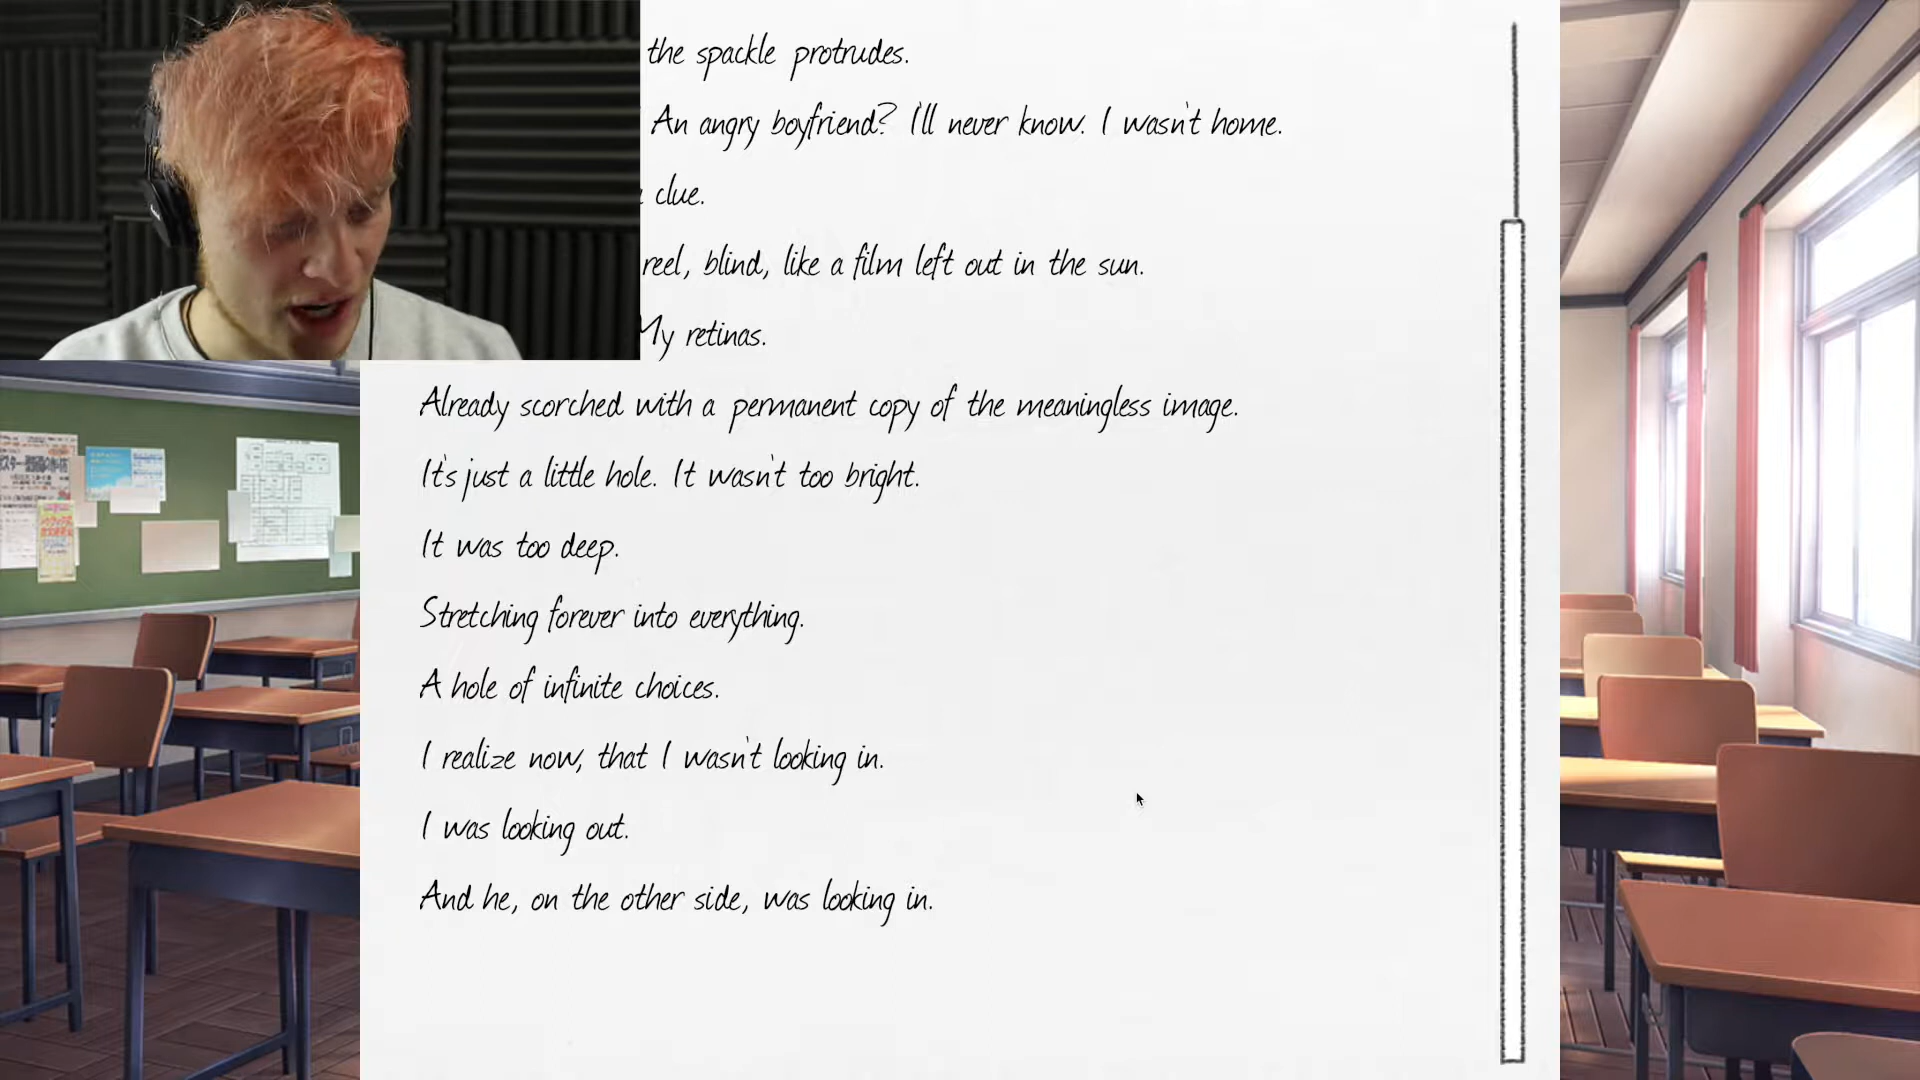 the spackle protrudes.
An angry boyfriend? I'll never know. I wasn't home.
clue.
reel, blind, like a film left out in the sun.
My retinas.
Already scorched with a permanent copy of the meaningless image.
It's just a little hole. It wasn't too bright.
It was too deep.
Stretching forever into everything.
A hole of infinite choices.
I realize now, that I wasn't looking in.
I was looking out.
And he, on the other side, was looking in.